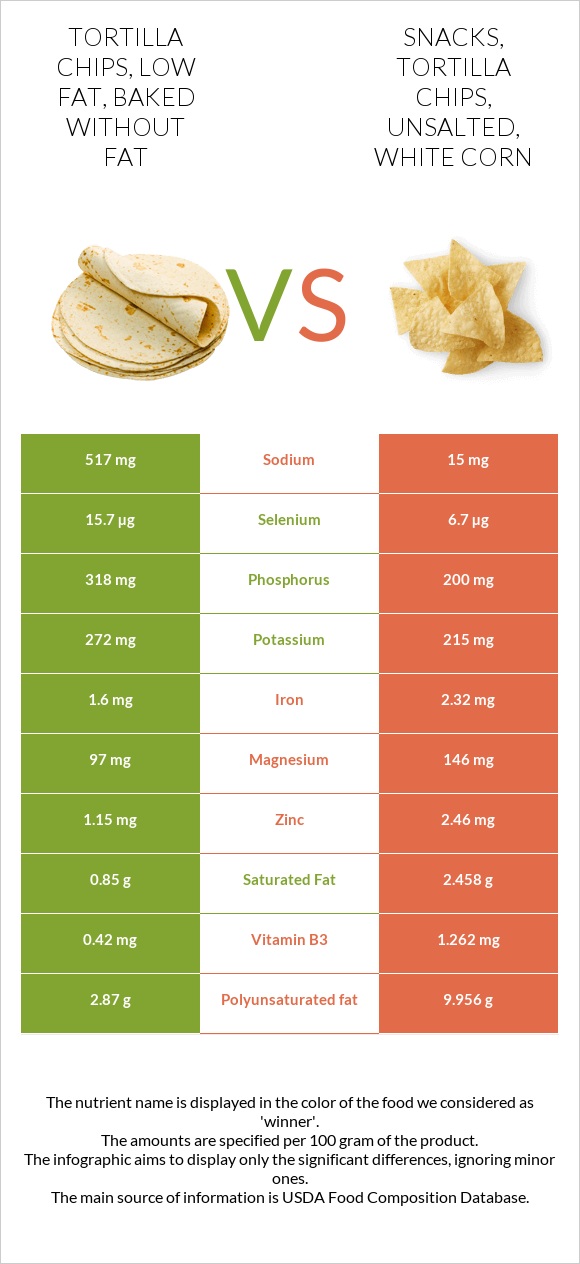 TORTILLA
CHIPS, LOW
FAT, BAKED
WITHOUT
FAT
SNACKS,
TORTILLA
CHIPS,
UNSALTED,
WHITE CORN
VS
517 mg Sodium 15 mg
15.7 µg Selenium 6.7 µg
318 mg Phosphorus 200 mg
272 mg Potassium 215 mg
1.6 mg Iron 2.32 mg
97 mg Magnesium 146 mg
1.15 mg Zinc 2.46 mg
0.85 g Saturated Fat 2.458 g
0.42 mg Vitamin B3 1.262 mg
2.87 g Polyunsaturated fat 9.956 g
The nutrient name is displayed in the color of the food we considered as
'winner'.
The amounts are specified per 100 gram of the product.
The infographic aims to display only the significant differences, ignoring minor
ones.
The main source of information is USDA Food Composition Database.